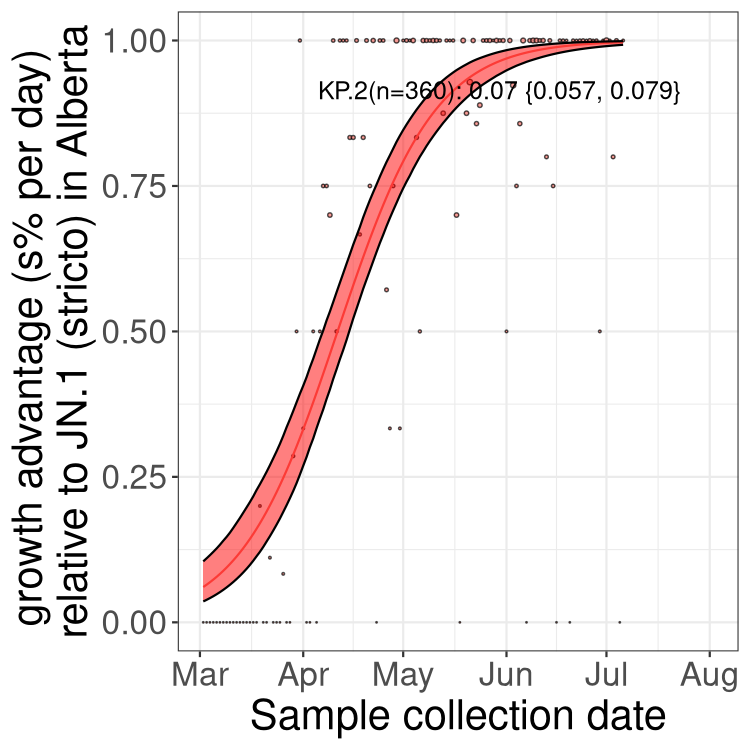 growth advantage (s% per day)
relative to JN.1 (stricto) in Alberta
1.00
0.75
0.50
0.25
0.00
KP.2(n=360): 0.07 {0.057, 0.079}
Mar Apr May Jun Jul Aug
Sample collection date